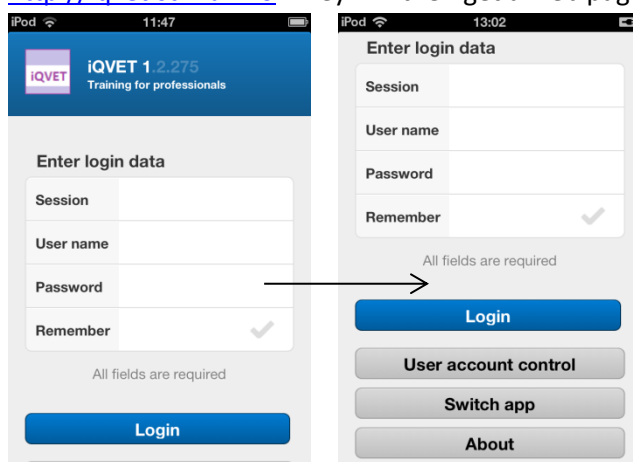 iPod 11:47
iQVET
iQVET 1.2.275
Training for professionals
Enter login data
Session
User name
Password
Remember
All fields are required
Login
iPod 13:02
Enter login data
Session
User name
Password
Remember
All fields are required
Login
User account control
Switch app
About